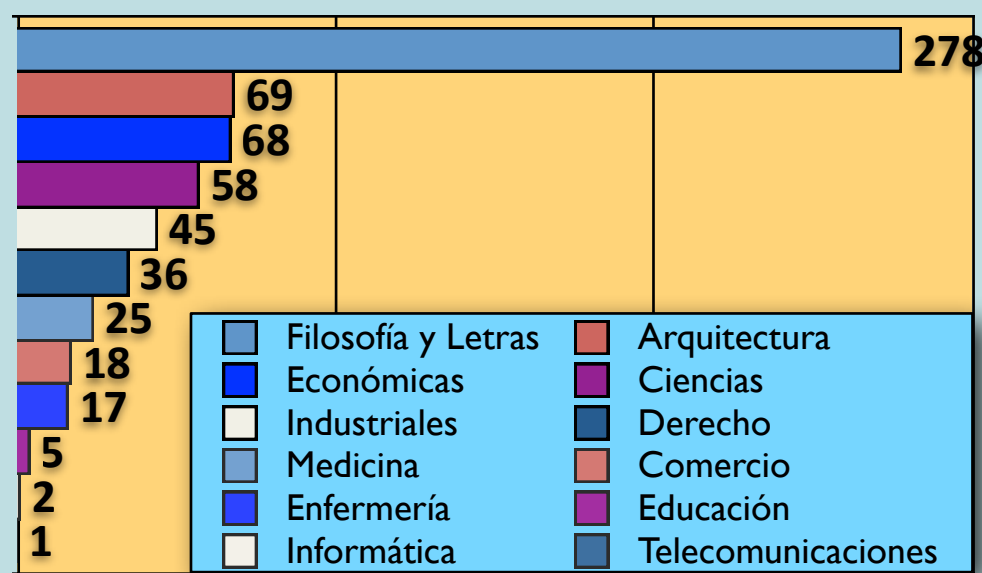 278
69
68
58
45
36
25
18
17
5
2
1
Filosofía y Letras Arquitectura
Económicas Ciencias
Industriales Derecho
Medicina Comercio
Enfermería Educación
Informática Telecomunicaciones